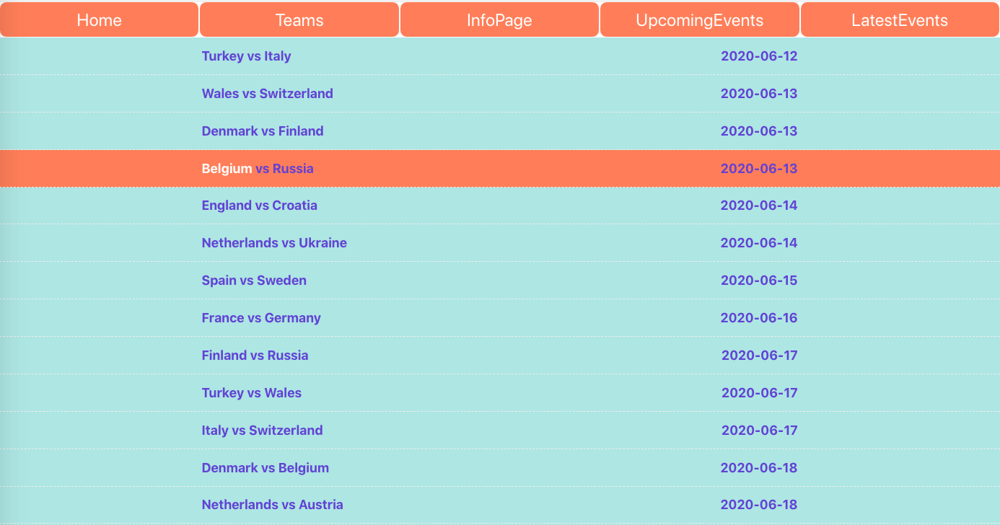 Home Teams InfoPage UpcomingEvents LatestEvents
Turkey vs Italy 2020-06-12
Wales vs Switzerland 2020-06-13
Denmark vs Finland 2020-06-13
Belgium vs Russia 2020-06-13
England vs Croatia 2020-06-14
Netherlands vs Ukraine 2020-06-14
Spain vs Sweden 2020-06-15
France vs Germany 2020-06-16
Finland vs Russia 2020-06-17
Turkey vs Wales 2020-06-17
Italy vs Switzerland 2020-06-17
Denmark vs Belgium 2020-06-18
Netherlands vs Austria 2020-06-18